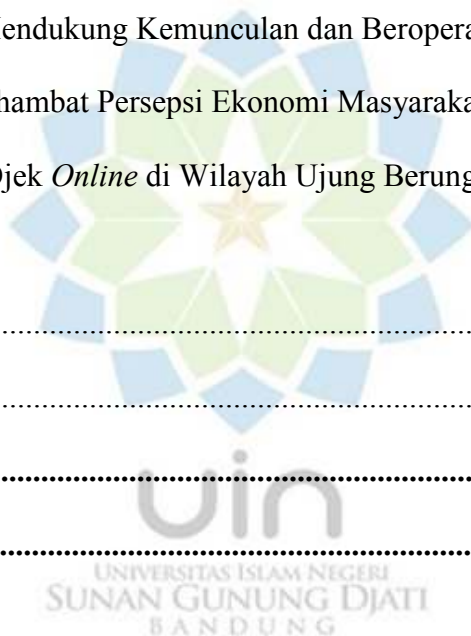 Mendukung Kemunculan dan Beropera
hambat Persepsi Ekonomi Masyaraka
Ojek Online di Wilayah Ujung Berung
................................................................
................................................................
................................................................
................................................................
uin
UNIVERSITAS ISLAM NEGERI
SUNAN GUNUNG DJATI
BANDUNG